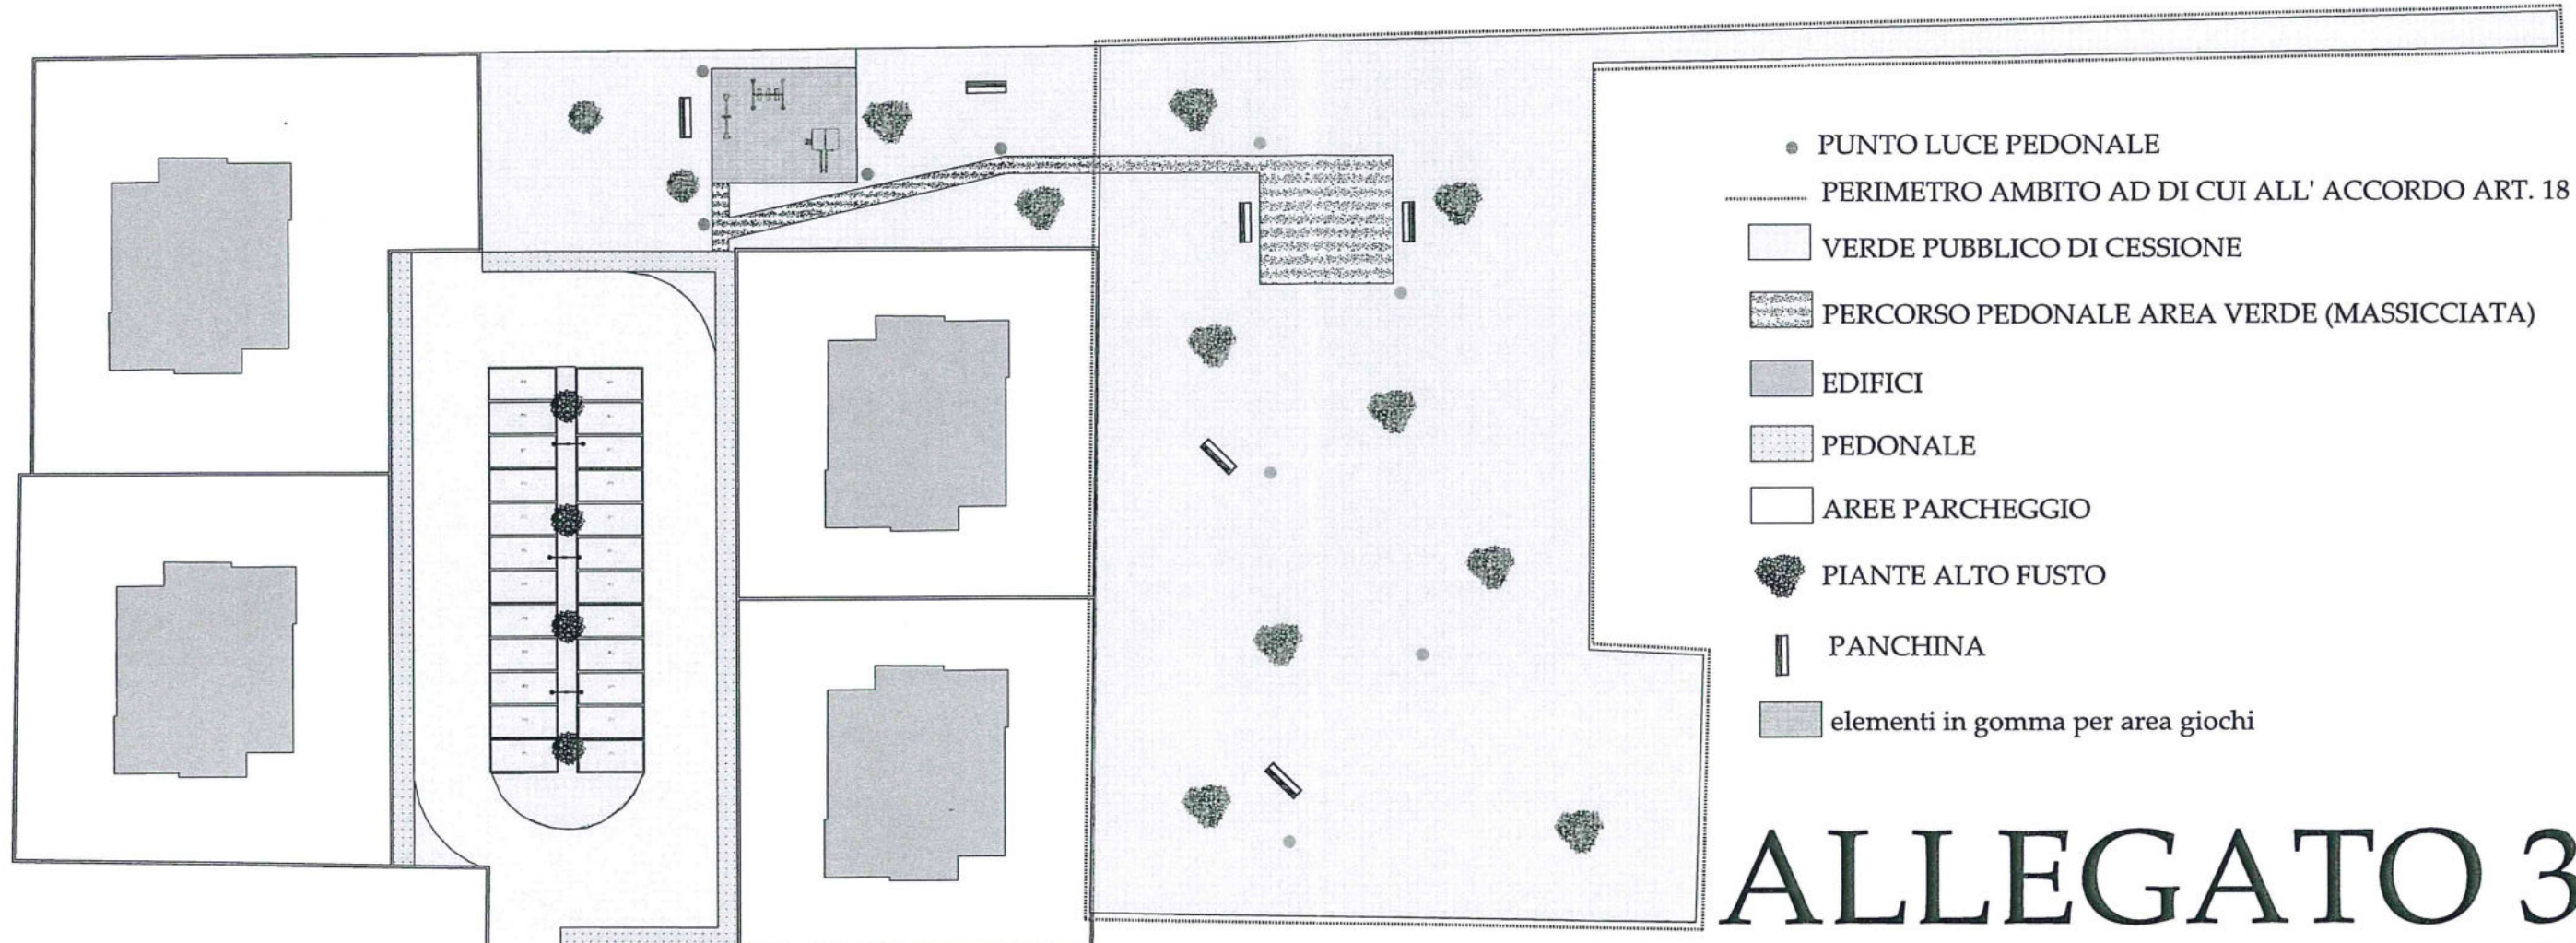 PUNTO LUCE PEDONALE
PERIMETRO AMBITO AD DI CUI ALL' ACCORDO ART. 18
VERDE PUBBLICO DI CESSIONE
PERCORSO PEDONALE AREA VERDE (MASSICCIATA)
EDIFICI
PEDONALE
AREE PARCHEGGIO
PIANTE ALTO FUSTO
PANCHINA
elementi in gomma per area giochi
ALLEGATO 3